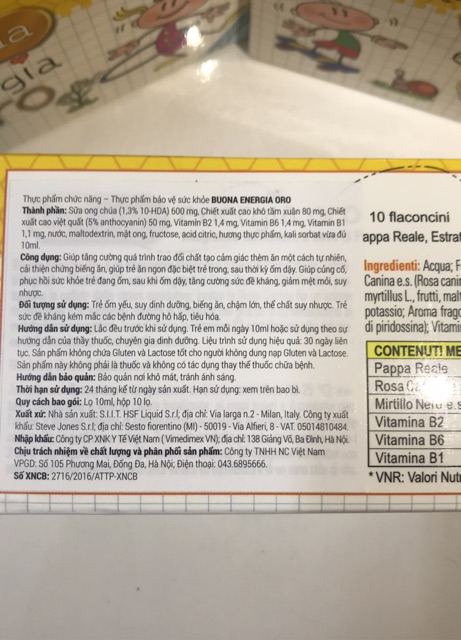 gia
Thực phẩm chức năng – Thực phẩm bảo vệ sức khỏe BUONA ENERGIA ORO
Thành phần: Sữa ong chúa (1,3% 10-HDA) 600 mg, Chiết xuất cao khô tầm xuân 80 mg, Chiết
xuất cao việt quất (5% anthocyanin) 50 mg, Vitamin B2 1,4 mg, Vitamin B6 1,4 mg, Vitamin B1
1,1 mg, nước, maltodextrin, mật ong, fructose, acid citric, hương thực phẩm, kali sorbat vừa đủ
10ml.
Công dụng: Giúp tăng cường quá trình trao đổi chất tạo cảm giác thèm ăn một cách tự nhiên,
cải thiện chứng biếng ăn, giúp trẻ ăn ngon đặc biệt trẻ trong, sau thời kỳ ốm dậy. Giúp củng cố,
phục hồi sức khỏe trẻ đang ốm, sau khi ốm dậy, tăng cường sức đề kháng, giảm mệt mỏi, suy
nhược.
Đối tượng sử dụng: Trẻ ốm yếu, suy dinh dưỡng, biếng ăn, chậm lớn, thể chất suy nhược. Trẻ
sức đề kháng kém mắc các bệnh đường hô hấp, tiêu hóa.
Hướng dẫn sử dụng: Lắc đều trước khi sử dụng. Trẻ em mỗi ngày 10ml hoặc sử dụng theo sự
hướng dẫn của thầy thuốc, chuyên gia dinh dưỡng. Liệu trình sử dụng hiệu quả: 30 ngày liên
tục. Sản phẩm không chứa Gluten và Lactose tốt cho người không dung nạp Gluten và Lactose.
Sản phẩm này không phải là thuốc và không có tác dụng thay thế thuốc chữa bệnh.
Hướng dẫn bảo quản: Bảo quản nơi khô mát, tránh ánh sáng.
Thời hạn sử dụng: 24 tháng kể từ ngày sản xuất. Hạn sử dụng: xem trên bao bì.
Quy cách bao gói: Lọ 10ml, hộp 10 lọ.
Xuất xứ: Nhà sản xuất: S.I.I.T. HSF Liquid S.r.l; địa chỉ: Via larga n.2 - Milan, Italy. Công ty xuất
khẩu: Steve Jones S.r.l; địa chỉ: Sesto fiorentino (MI) - 50019 - Via Alfieri, 8 - VAT. 05014810484.
Nhập khẩu: Công ty CP XNK Y Tế Việt Nam ( Vimedimex VN); địa chỉ: 138 Giảng Võ, Ba Đình, Hà Nội.
Chịu trách nhiệm về chất lượng và phân phối sản phẩm: Công ty TNHH NC Việt Nam
VPGD: Số 105 Phương Mai, Đống Đa, Hà Nội; Điện thoại: 043.6895666.
Số XNCB: 2716/2016/ATTP-XNCB
10 flaconcini
appa Reale, Estrat
Ingredienti: Acqua; F
Canina e.s. (Rosa canin
myrtillus L., frutti, malt
potassio; Aroma frago
di piridossina); Vitami
CONTENUTI ME
Pappa Reale
Rosa
Mirtillo Nero e.s
Vitamina B2
Vitamina B6
Vitamina B1
*VNR: Valori Nutr